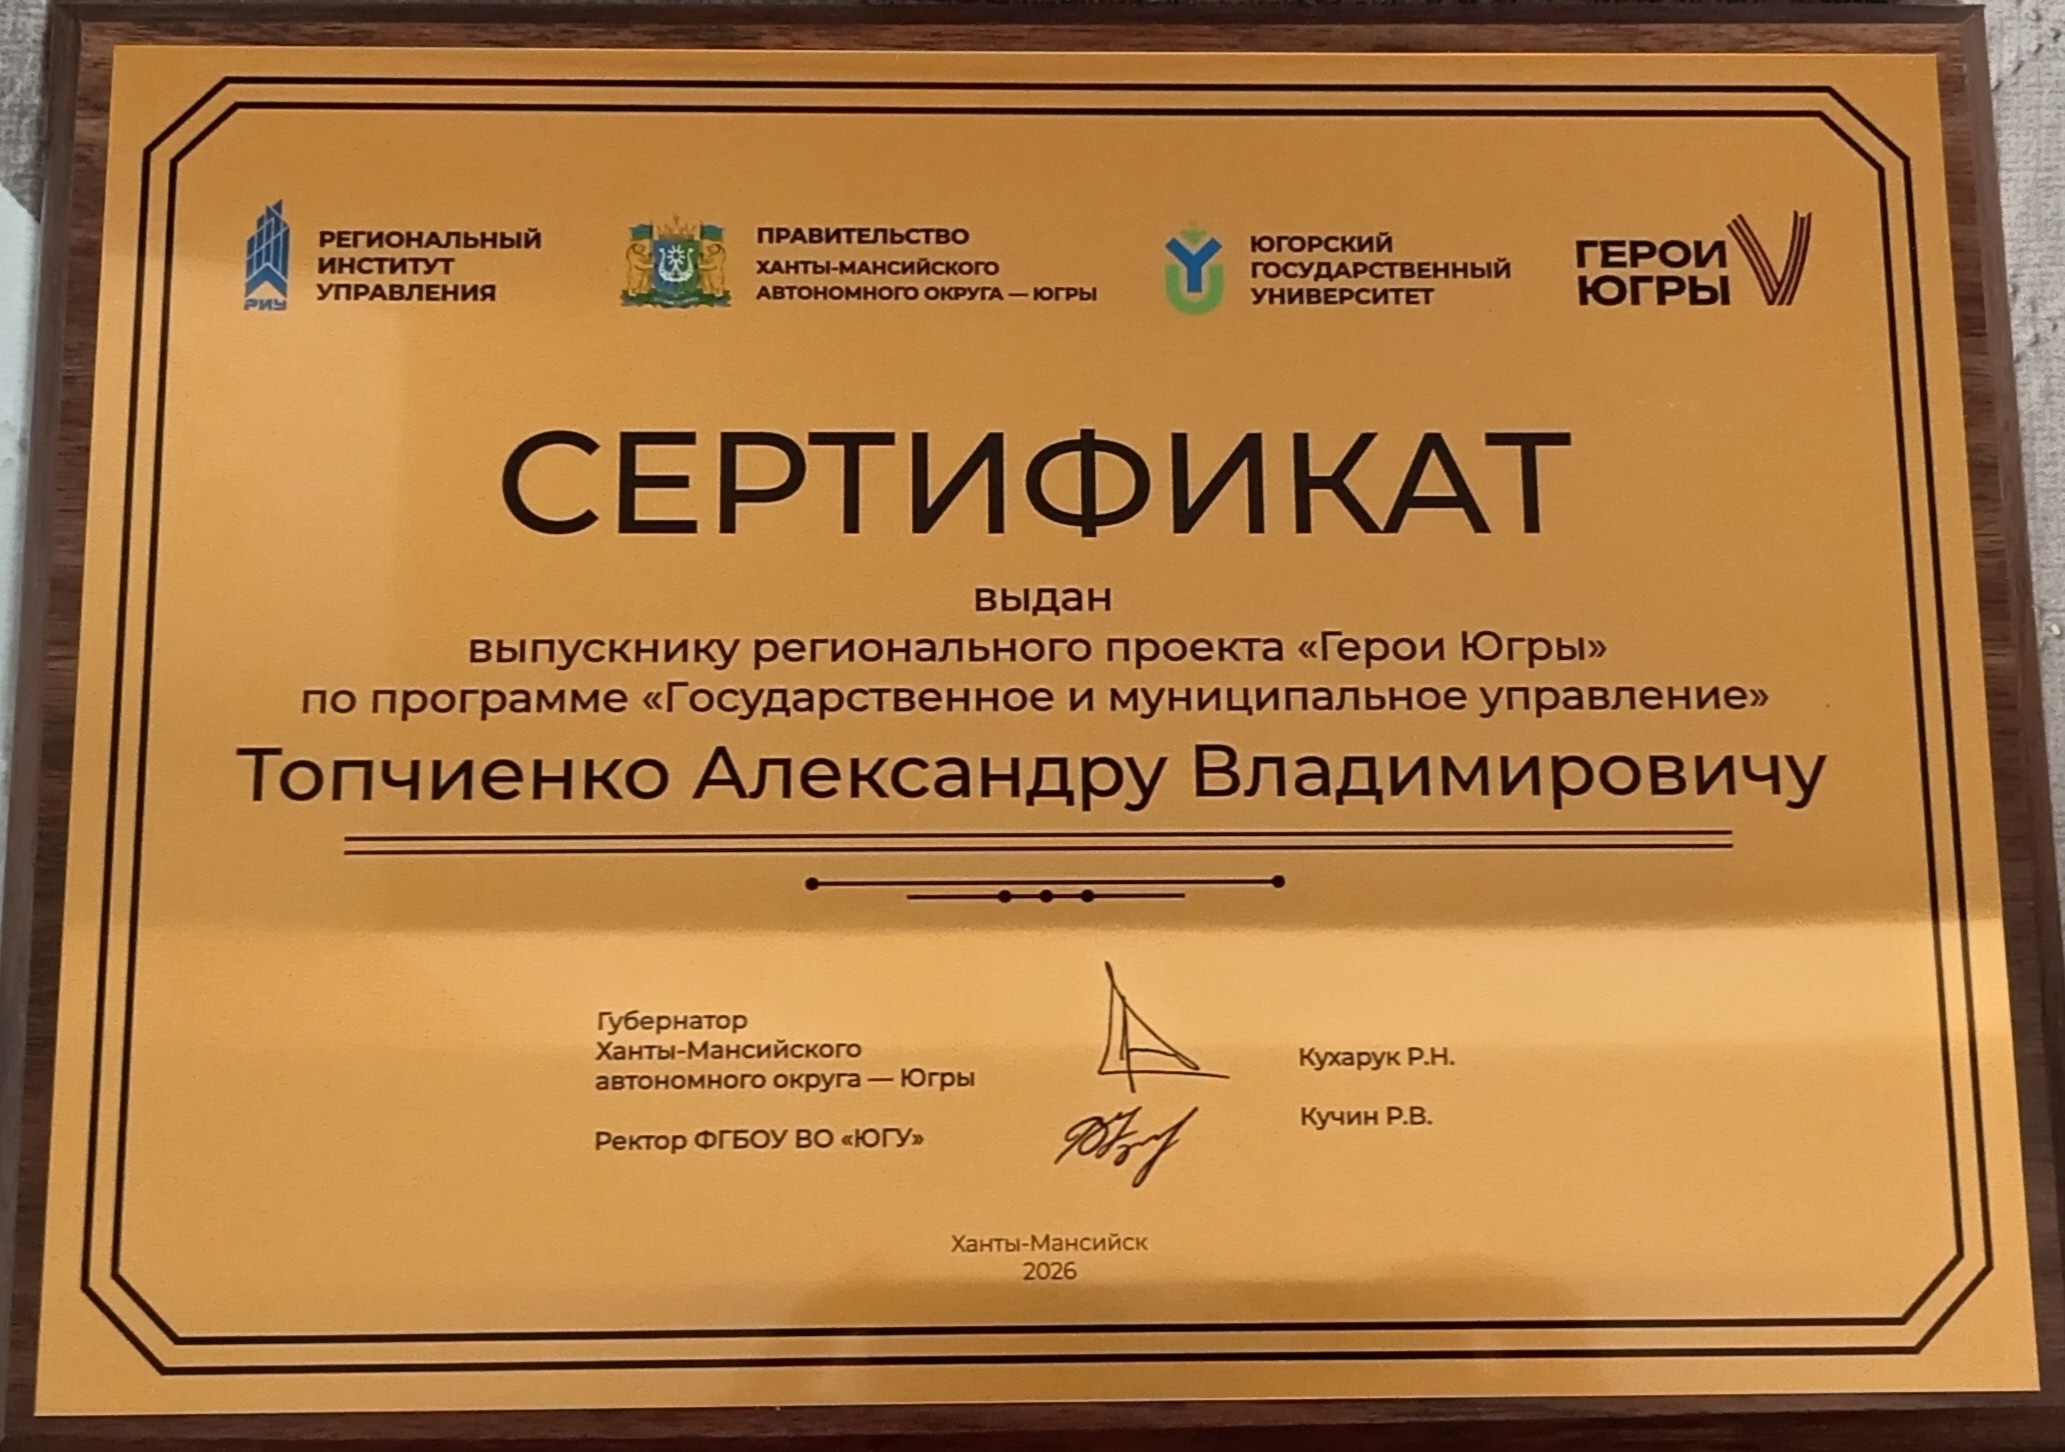 РЕГИОНАЛЬНЫЙ
ИНСТИТУТ
УПРАВЛЕНИЯ
РИУ
ПРАВИТЕЛЬСТВО
ХАНТЫ-МАНСИЙСКОГО
АВТОНОМНОГО ОКРУГА — ЮГРЫ
ЮГОРСКИЙ
ГОСУДАРСТВЕННЫЙ
УНИВЕРСИТЕТ
ГЕРОИ
ЮГРЫ
СЕРТИФИКАТ
выдан
выпускнику регионального проекта «Герои Югры»
по программе «Государственное и муниципальное управление»
Топчиенко Александру Владимировичу
Губернатор
Ханты-Мансийского
автономного округа — Югры
Кухарук Р.Н.
Ректор ФГБОУ ВО «ЮГУ»
Кучин Р.В.
Ханты-Мансийск
2026